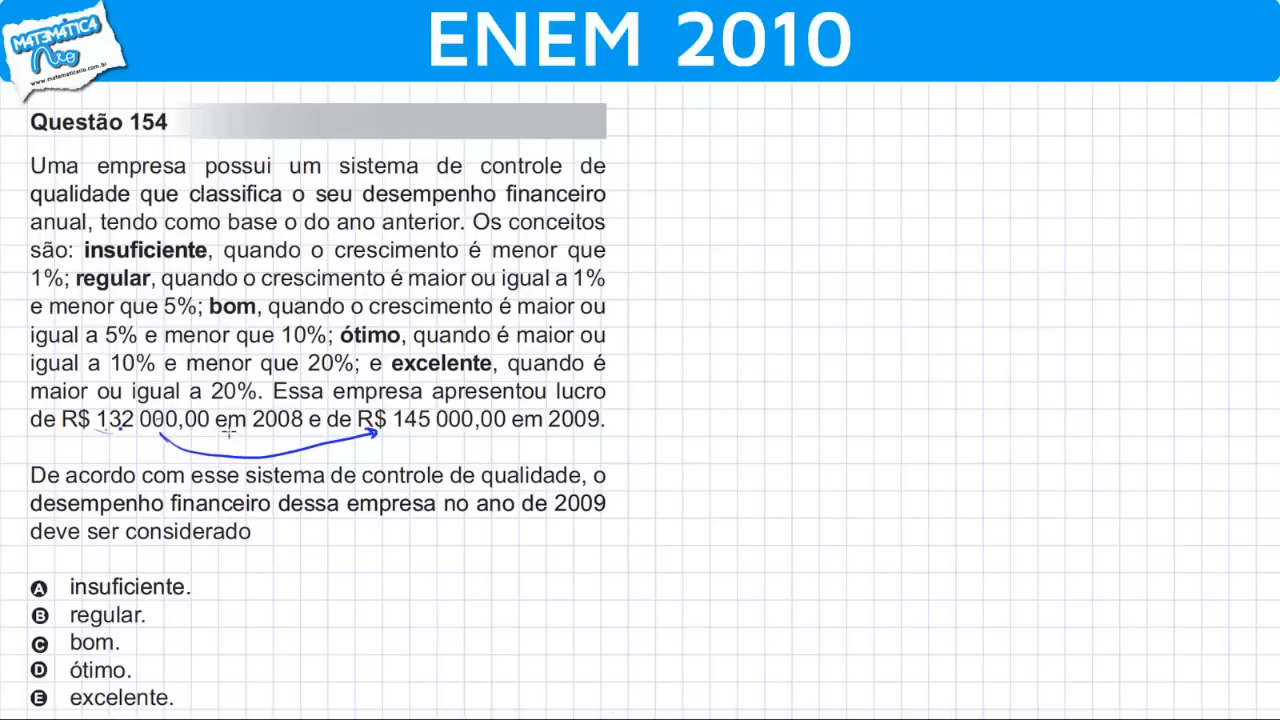 MATEMÁTICA
Rio
www.matematicario.com.br
ENEM 2010
Questão 154
Uma empresa possui um sistema de controle de
qualidade que classifica o seu desempenho financeiro
anual, tendo como base o do ano anterior. Os conceitos
são: insuficiente, quando o crescimento é menor que
1%; regular, quando o crescimento é maior ou igual a 1%
e menor que 5%; bom, quando o crescimento é maior ou
igual a 5% e menor que 10%; ótimo, quando é maior ou
igual a 10% e menor que 20%; e excelente, quando é
maior ou igual a 20%. Essa empresa apresentou lucro
de R$ 132 000,00 em 2008 e de R$ 145 000,00 em 2009.
De acordo com esse sistema de controle de qualidade, o
desempenho financeiro dessa empresa no ano de 2009
deve ser considerado
A insuficiente.
B regular.
C bom.
D ótimo.
E excelente.